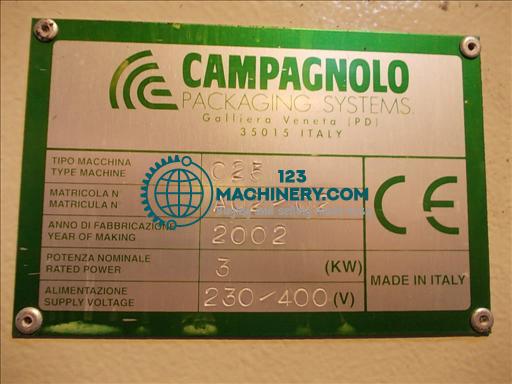 CAMPAGNOLO
PACKAGING SYSTEMS
Galliera Veneta (PD)
35015 ITALY
TIPO MACCHINA
TYPE MACHINE
MATRICOLA N°
MATRICULA N°
ANNO DI FABBRICAZIONE
YEAR OF MAKING
2002
POTENZA NOMINALE
RATED POWER
3 (KW)
ALIMENTAZIONE
SUPPLY VOLTAGE
230/400 (V)
CE
MADE IN ITALY
123
MACHINERY.COM